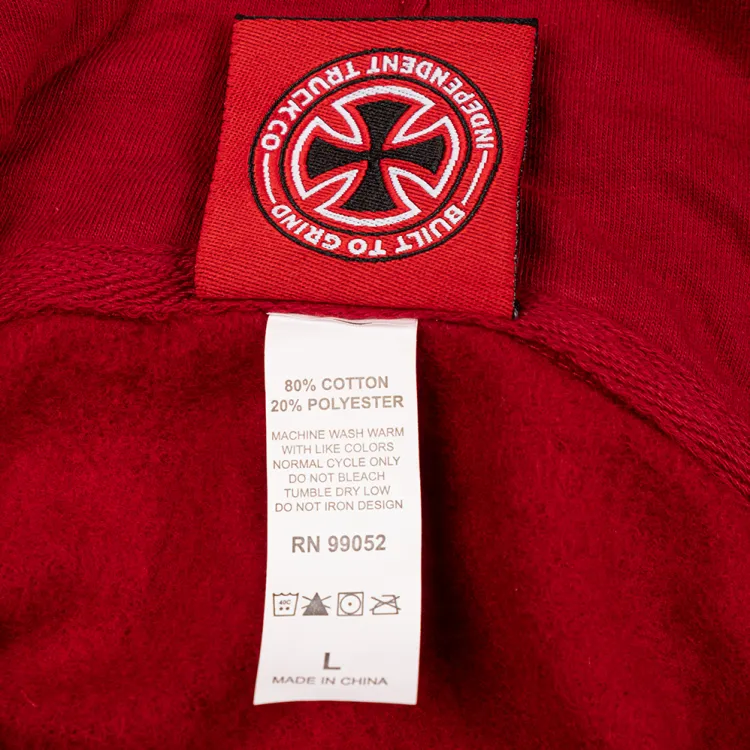 INDEPENDENT TRUCK CO
BUILT TO GRIND
80% COTTON
20% POLYESTER
MACHINE WASH WARM
WITH LIKE COLORS
NORMAL CYCLE ONLY
DO NOT BLEACH
TUMBLE DRY LOW
DO NOT IRON DESIGN
RN 99052
40C
L
MADE IN CHINA